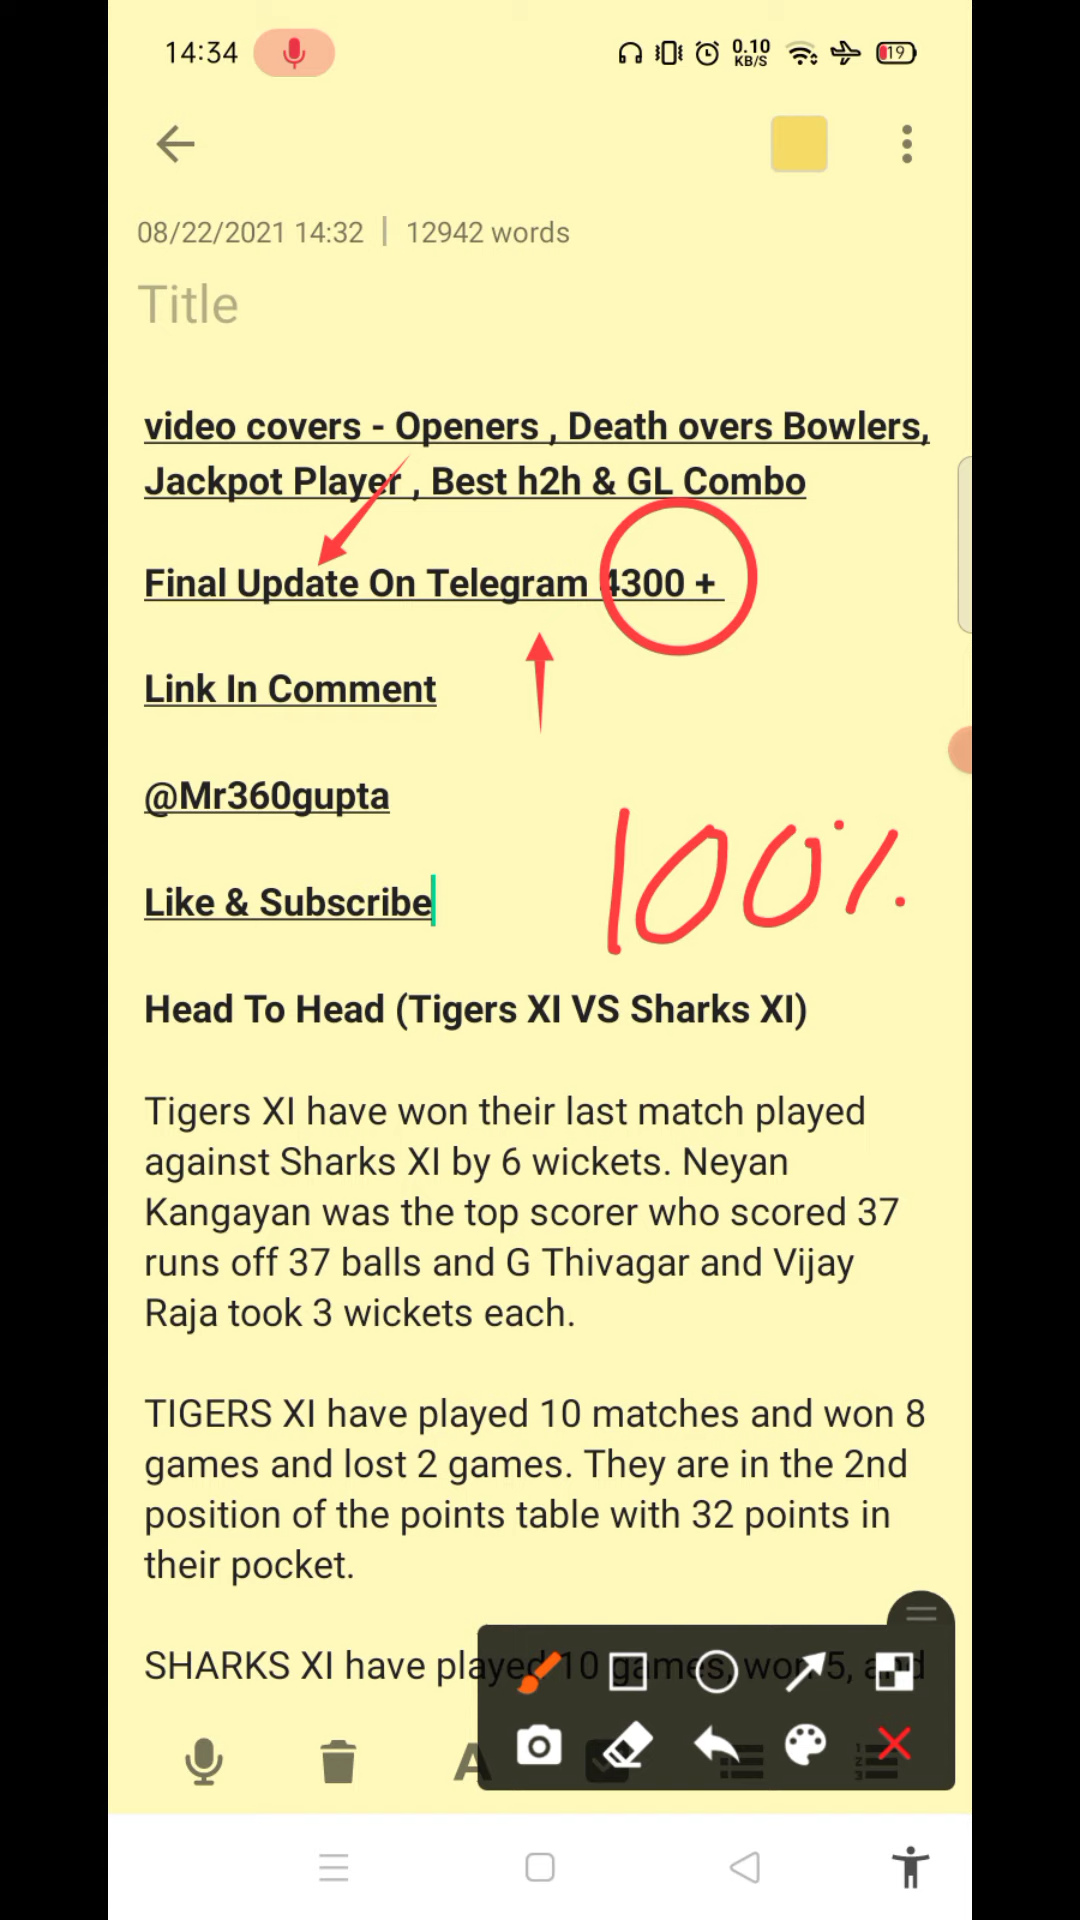 14:34
0.10
KB/S
19
08/22/2021 14:32 | 12942 words
Title
video covers - Openers , Death overs Bowlers,
Jackpot Player , Best h2h & GL Combo
Final Update On Telegram 4300 +
Link In Comment
@Mr360gupta
100%
Like & Subscribe
Head To Head (Tigers XI VS Sharks XI)
Tigers XI have won their last match played
against Sharks XI by 6 wickets. Neyan
Kangayan was the top scorer who scored 37
runs off 37 balls and G Thivagar and Vijay
Raja took 3 wickets each.
TIGERS XI have played 10 matches and won 8
games and lost 2 games. They are in the 2nd
position of the points table with 32 points in
their pocket.
SHARKS XI have played 10 games, won 5, and
A